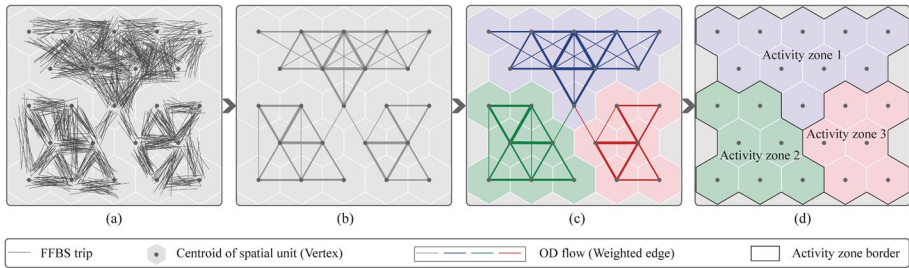 Activity zone 1
Activity zone 3
Activity zone 2
(a)
(b)
(c)
(d)
FFBS trip
Centroid of spatial unit (Vertex)
OD flow (Weighted edge)
Activity zone border